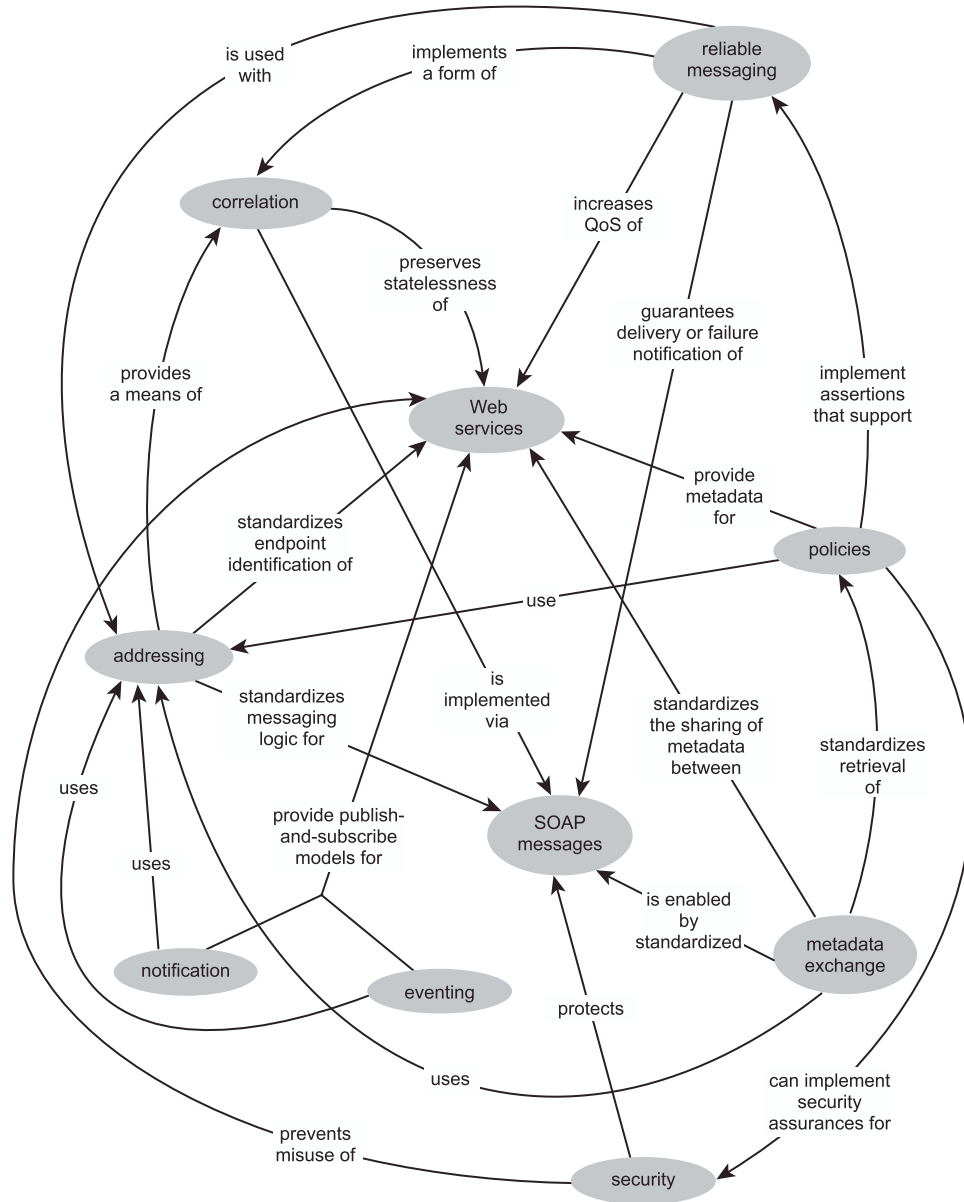 is used
with
implements
a form of
reliable
messaging
correlation
increases
QoS of
preserves
statelessness
of
guarantees
delivery or failure
notification of
provides
a means of
implement
assertions
that support
Web
services
provide
metadata
for
standardizes
endpoint
identification of
policies
use
addressing
is
implemented
via
standardizes
messaging
logic for
standardizes
the sharing of
metadata
between
standardizes
retrieval
of
uses
provide publish-
and-subscribe
models for
SOAP
messages
uses
is enabled
by
standardized
metadata
exchange
notification
eventing
protects
uses
can implement
security
assurances for
prevents
misuse of
security